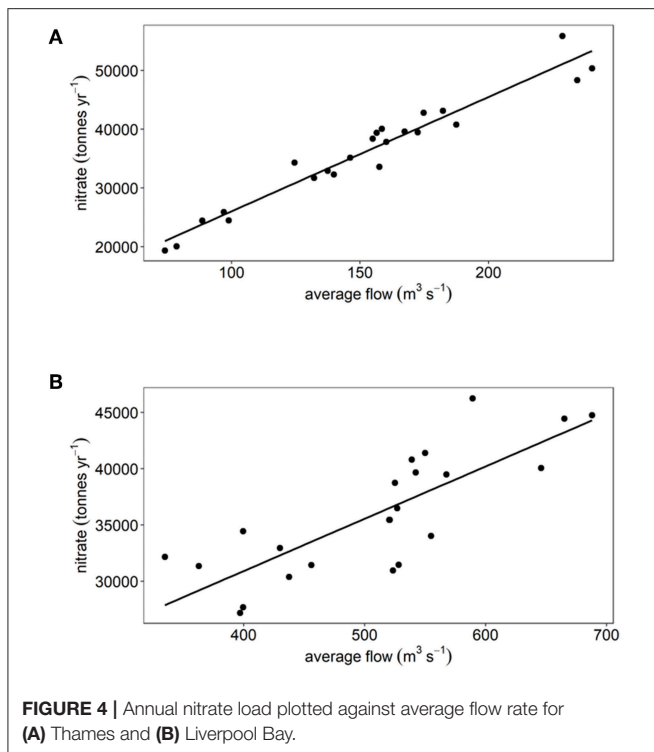 A
50000
40000
30000
20000
nitrate (tonnes yr⁻¹)
100 150 200
average flow (m³ s⁻¹)
B
45000
40000
35000
30000
nitrate (tonnes yr⁻¹)
400 500 600 700
average flow (m³ s⁻¹)
FIGURE 4 | Annual nitrate load plotted against average flow rate for
(A) Thames and (B) Liverpool Bay.